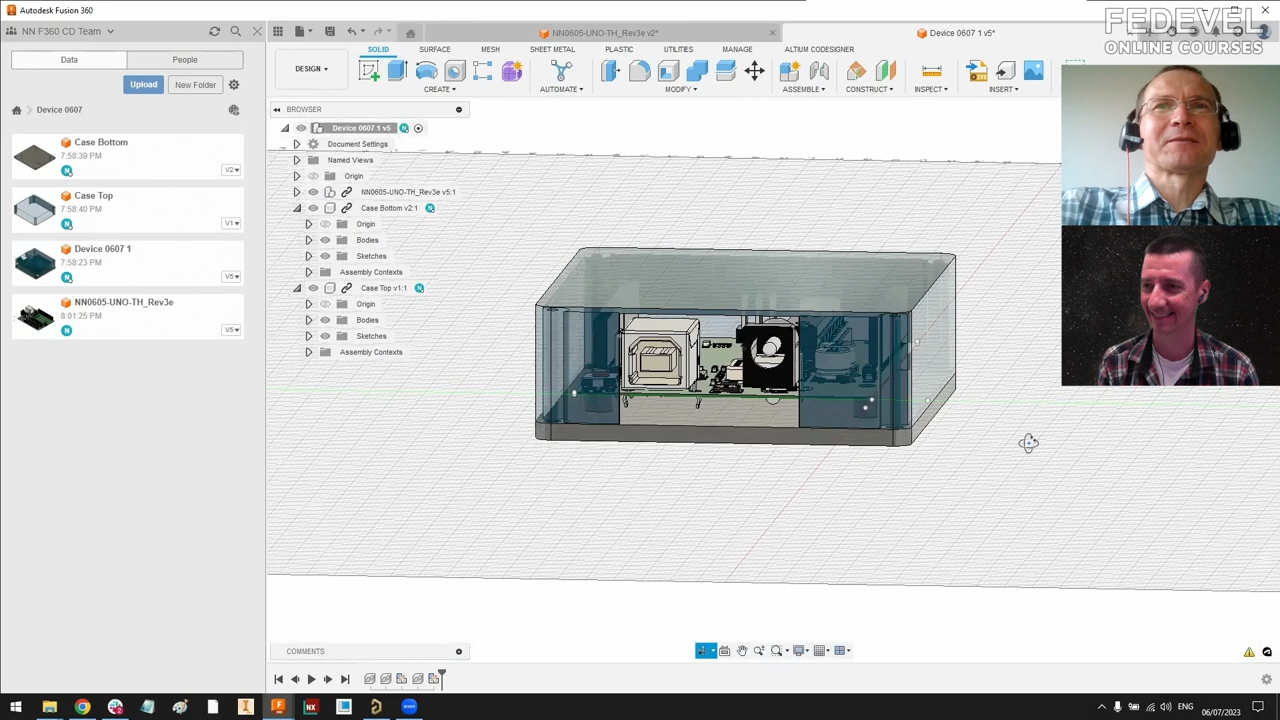 Autodesk Fusion 360
FEDEVEL
ONLINE COURSES
NN F360 CD Team
NN0605-UNO-TH_Rev3e v2*
Device 0607 1 v5*
Data
People
DESIGN
SOLID
SURFACE
MESH
SHEET METAL
PLASTIC
UTILITIES
MANAGE
ALTIUM CODESIGNER
Upload
New Folder
CREATE
AUTOMATE
MODIFY
ASSEMBLE
CONSTRUCT
INSPECT
INSERT
Device 0607
BROWSER
Device 0607 1 v5
Case Bottom
7:58:39 PM
V2
Case Top
7:58:40 PM
V1
Device 0607 1
7:58:23 PM
V5
NN0605-UNO-TH_Rev3e
8:01:25 PM
V5
Document Settings
Named Views
Origin
NN0605-UNO-TH_Rev3e v5:1
Case Bottom v2:1
Origin
Bodies
Sketches
Assembly Contexts
Case Top v1:1
Origin
Bodies
Sketches
Assembly Contexts
COMMENTS
ENG
8:01 PM
06/07/2023